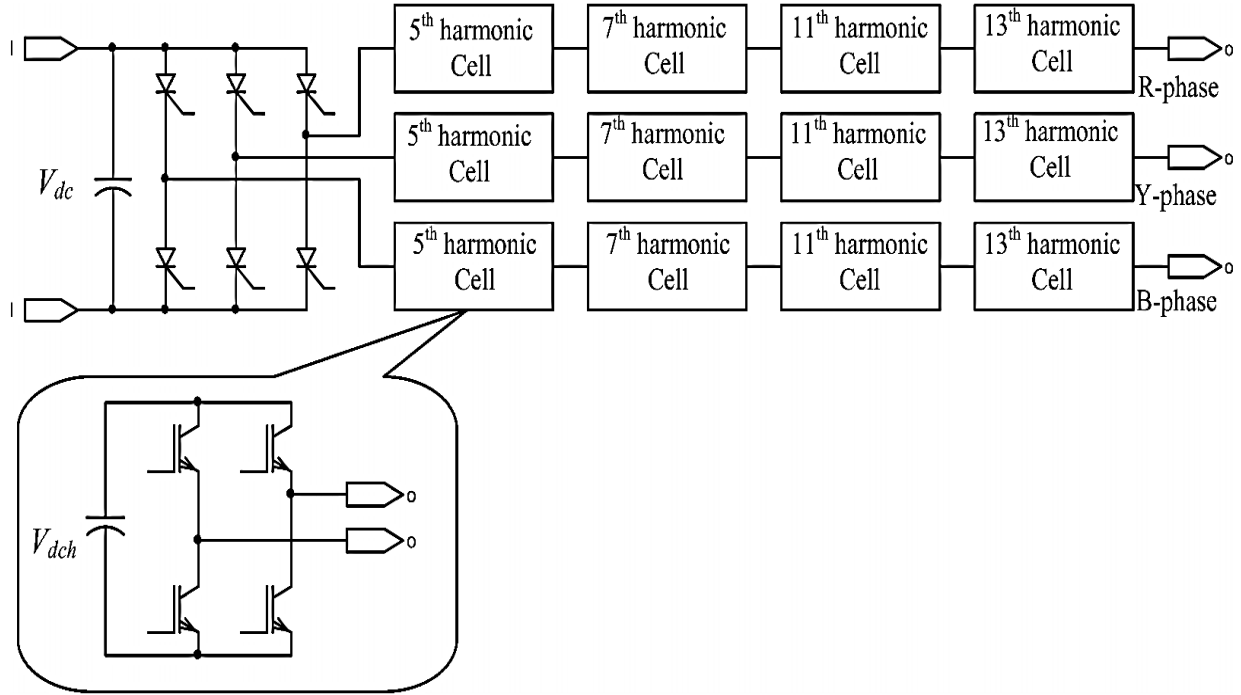 I
5th harmonic Cell
7th harmonic Cell
11th harmonic Cell
13th harmonic Cell
o
R-phase
5th harmonic Cell
7th harmonic Cell
11th harmonic Cell
13th harmonic Cell
o
Vdc
Y-phase
5th harmonic Cell
7th harmonic Cell
11th harmonic Cell
13th harmonic Cell
o
B-phase
I
o
Vdch
o